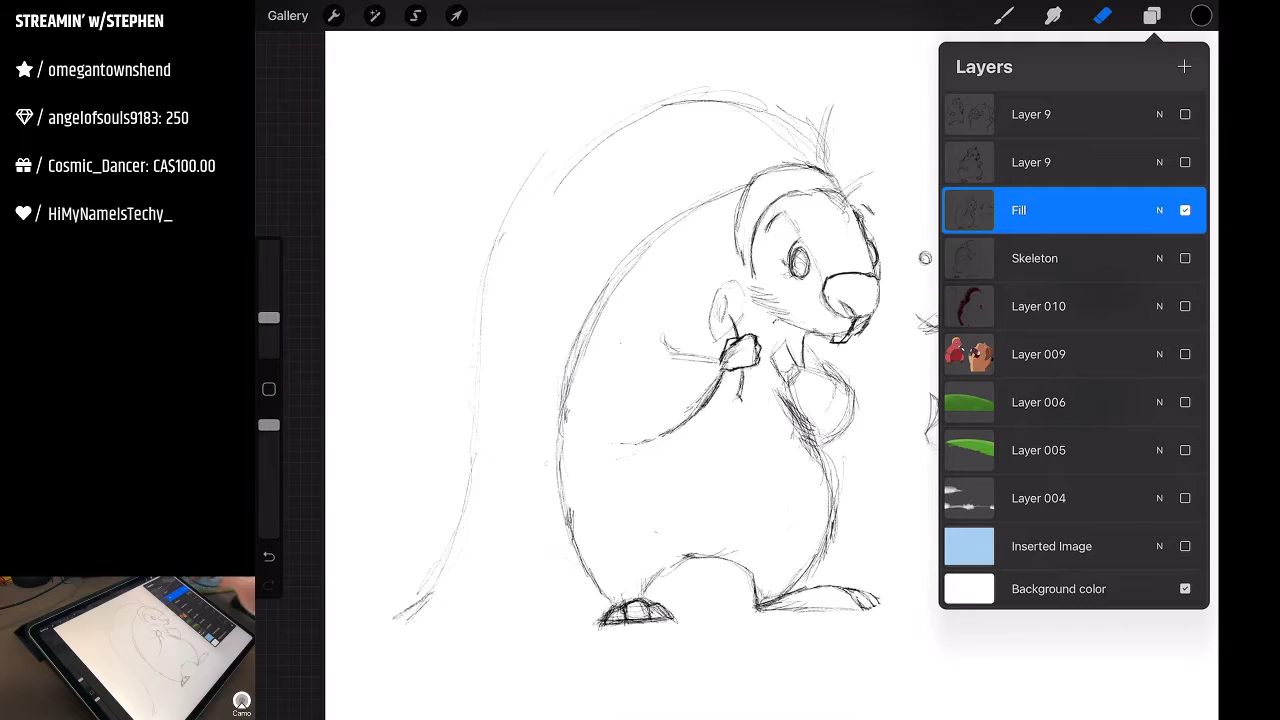 STREAMIN' w/STEPHEN
/ omegantownshend
/ angelofsouls9183: 250
/ Cosmic_Dancer: CA$100.00
/ HiMyNameIsTechy_
Camo
Gallery
Layers
Layer 9 N
Layer 9 N
Fill N
Skeleton N
Layer 010 N
Layer 009 N
Layer 006 N
Layer 005 N
Layer 004 N
Inserted Image N
Background color